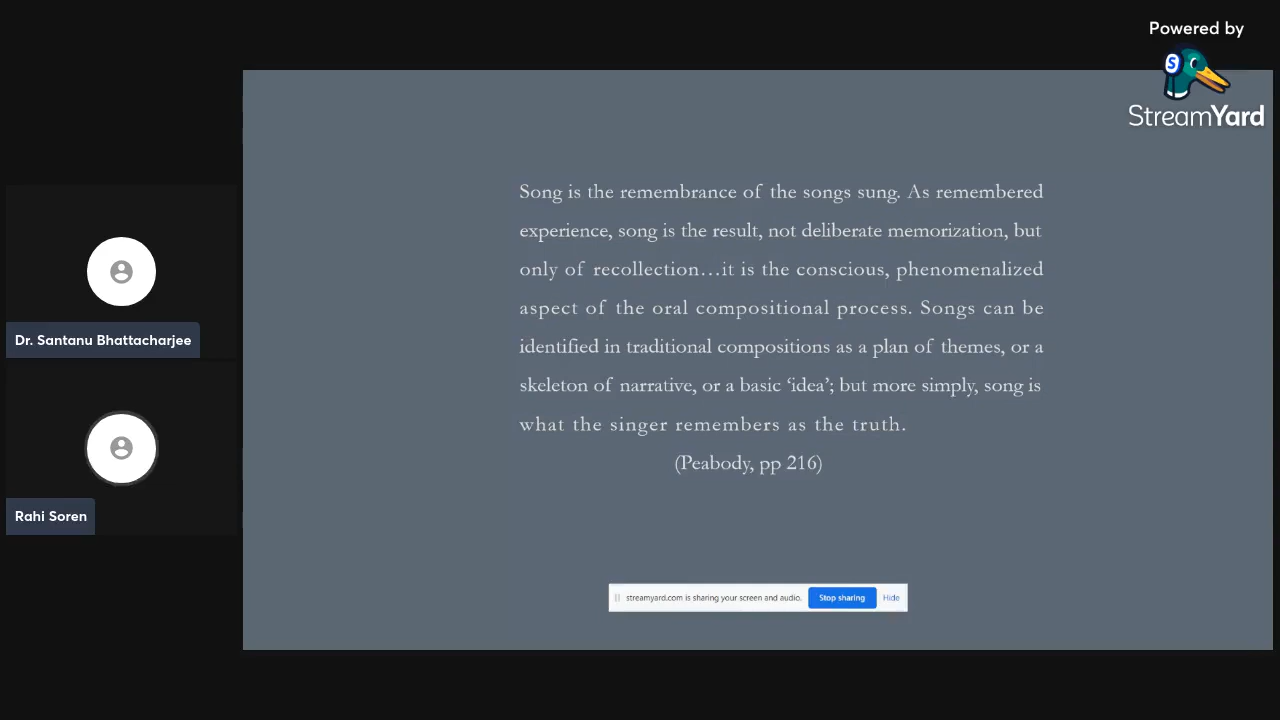 Powered by
StreamYard
Song is the remembrance of the songs sung. As remembered
experience, song is the result, not deliberate memorization, but
only of recollection…it is the conscious, phenomenalized
aspect of the oral compositional process. Songs can be
identified in traditional compositions as a plan of themes, or a
skeleton of narrative, or a basic ‘idea’; but more simply, song is
what the singer remembers as the truth.
(Peabody, pp 216)
Dr. Santanu Bhattacharjee
Rahi Soren
streamyard.com is sharing your screen and audio. Stop sharing Hide